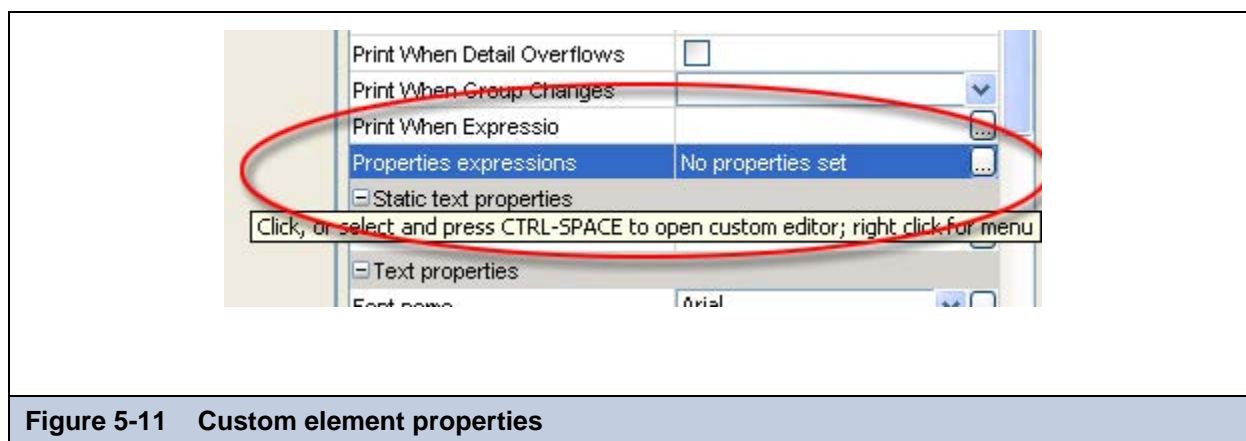 Print When Detail Overflows
Print When Group Changes
Print When Expressio
...
Properties expressions No properties set ...
Static text properties
Click, or select and press CTRL-SPACE to open custom editor; right click for menu
Text properties
Font name Arial
Figure 5-11 Custom element properties